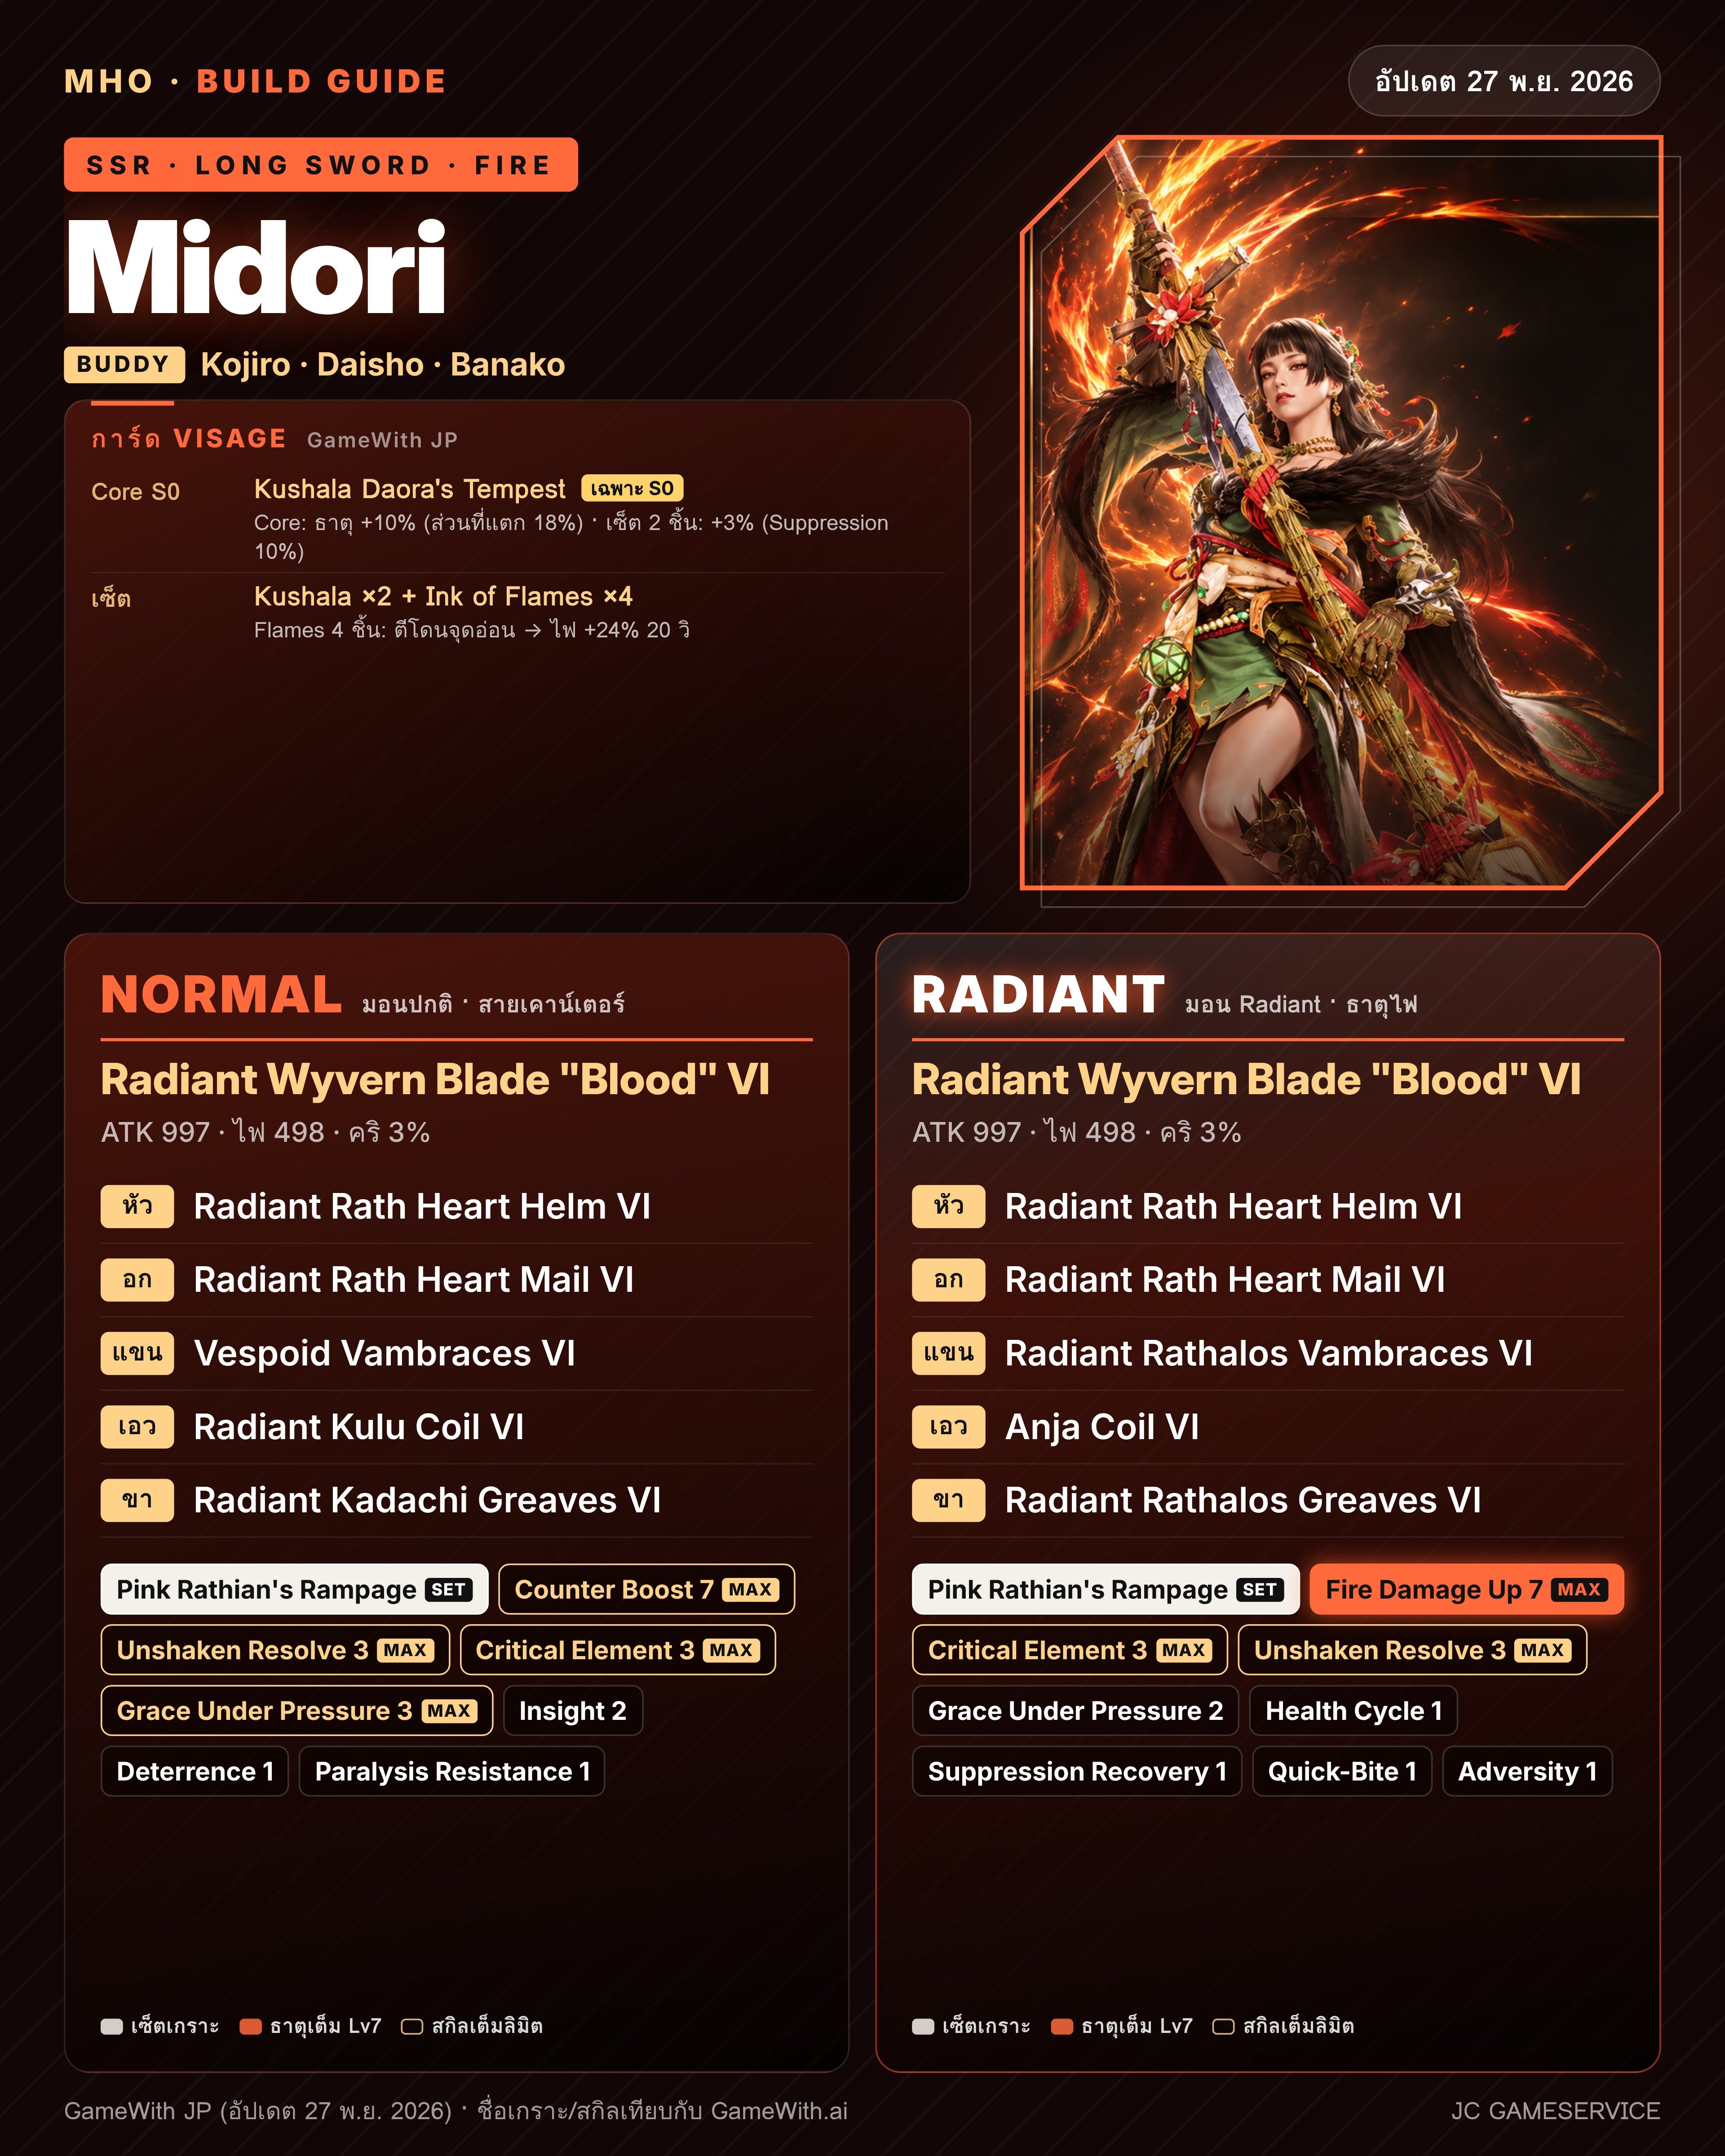 MHO · BUILD GUIDE
อัปเดต 27 พ.ย. 2026
SSR · LONG SWORD · FIRE
Midori
BUDDY Kojiro · Daisho · Banako
การ์ด VISAGE GameWith JP
Core S0 Kushala Daora's Tempest เฉพาะ S0
Core: ธาตุ +10% (ส่วนที่แตก 18%) · เซ็ต 2 ชิ้น: +3% (Suppression
10%)
เซ็ต Kushala ×2 + Ink of Flames ×4
Flames 4 ชิ้น: ตีโดนจุดอ่อน → ไฟ +24% 20 วิ
NORMAL มอนปกติ · สายเคาน์เตอร์
Radiant Wyvern Blade "Blood" VI
ATK 997 · ไฟ 498 · คริ 3%
หัว Radiant Rath Heart Helm VI
อก Radiant Rath Heart Mail VI
แขน Vespoid Vambraces VI
เอว Radiant Kulu Coil VI
ขา Radiant Kadachi Greaves VI
Pink Rathian's Rampage SET Counter Boost 7 MAX
Unshaken Resolve 3 MAX Critical Element 3 MAX
Grace Under Pressure 3 MAX Insight 2
Deterrence 1 Paralysis Resistance 1
เซ็ตเกราะ ธาตุเต็ม Lv7 สกิลเต็มลิมิต
RADIANT มอน Radiant · ธาตุไฟ
Radiant Wyvern Blade "Blood" VI
ATK 997 · ไฟ 498 · คริ 3%
หัว Radiant Rath Heart Helm VI
อก Radiant Rath Heart Mail VI
แขน Radiant Rathalos Vambraces VI
เอว Anja Coil VI
ขา Radiant Rathalos Greaves VI
Pink Rathian's Rampage SET Fire Damage Up 7 MAX
Critical Element 3 MAX Unshaken Resolve 3 MAX
Grace Under Pressure 2 Health Cycle 1
Suppression Recovery 1 Quick-Bite 1 Adversity 1
เซ็ตเกราะ ธาตุเต็ม Lv7 สกิลเต็มลิมิต
GameWith JP (อัปเดต 27 พ.ย. 2026) · ชื่อเกราะ/สกิลเทียบกับ GameWith.ai
JC GAMESERVICE